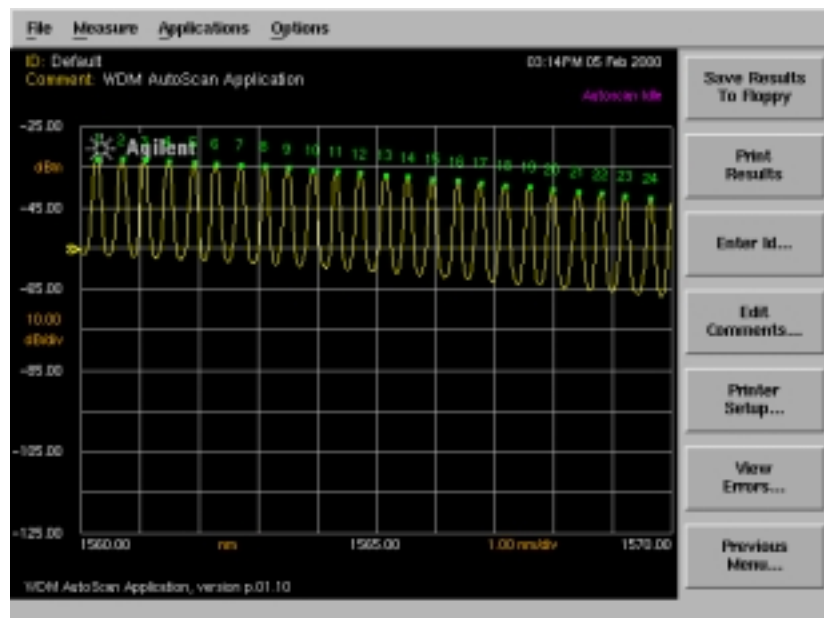 File Measure Applications Options
ID: Default
Comment: WDM AutoScan Application
03:14PM 05 Feb 2000
Autoscan Idle
Save Results
To Floppy
Print
Results
Enter Id...
Edit
Comments...
Printer
Setup...
View
Errors...
Previous
Menu...
-25.00
dBm
-45.00
-65.00
10.00
dB/div
-85.00
-105.00
-125.00
Agilent
1 2 3 4 5 6 7 8 9 10 11 12 13 14 15 16 17 18 19 20 21 22 23 24
1560.00 nm 1565.00 1.00 nm/div 1570.00
WDM AutoScan Application, version p.01.10